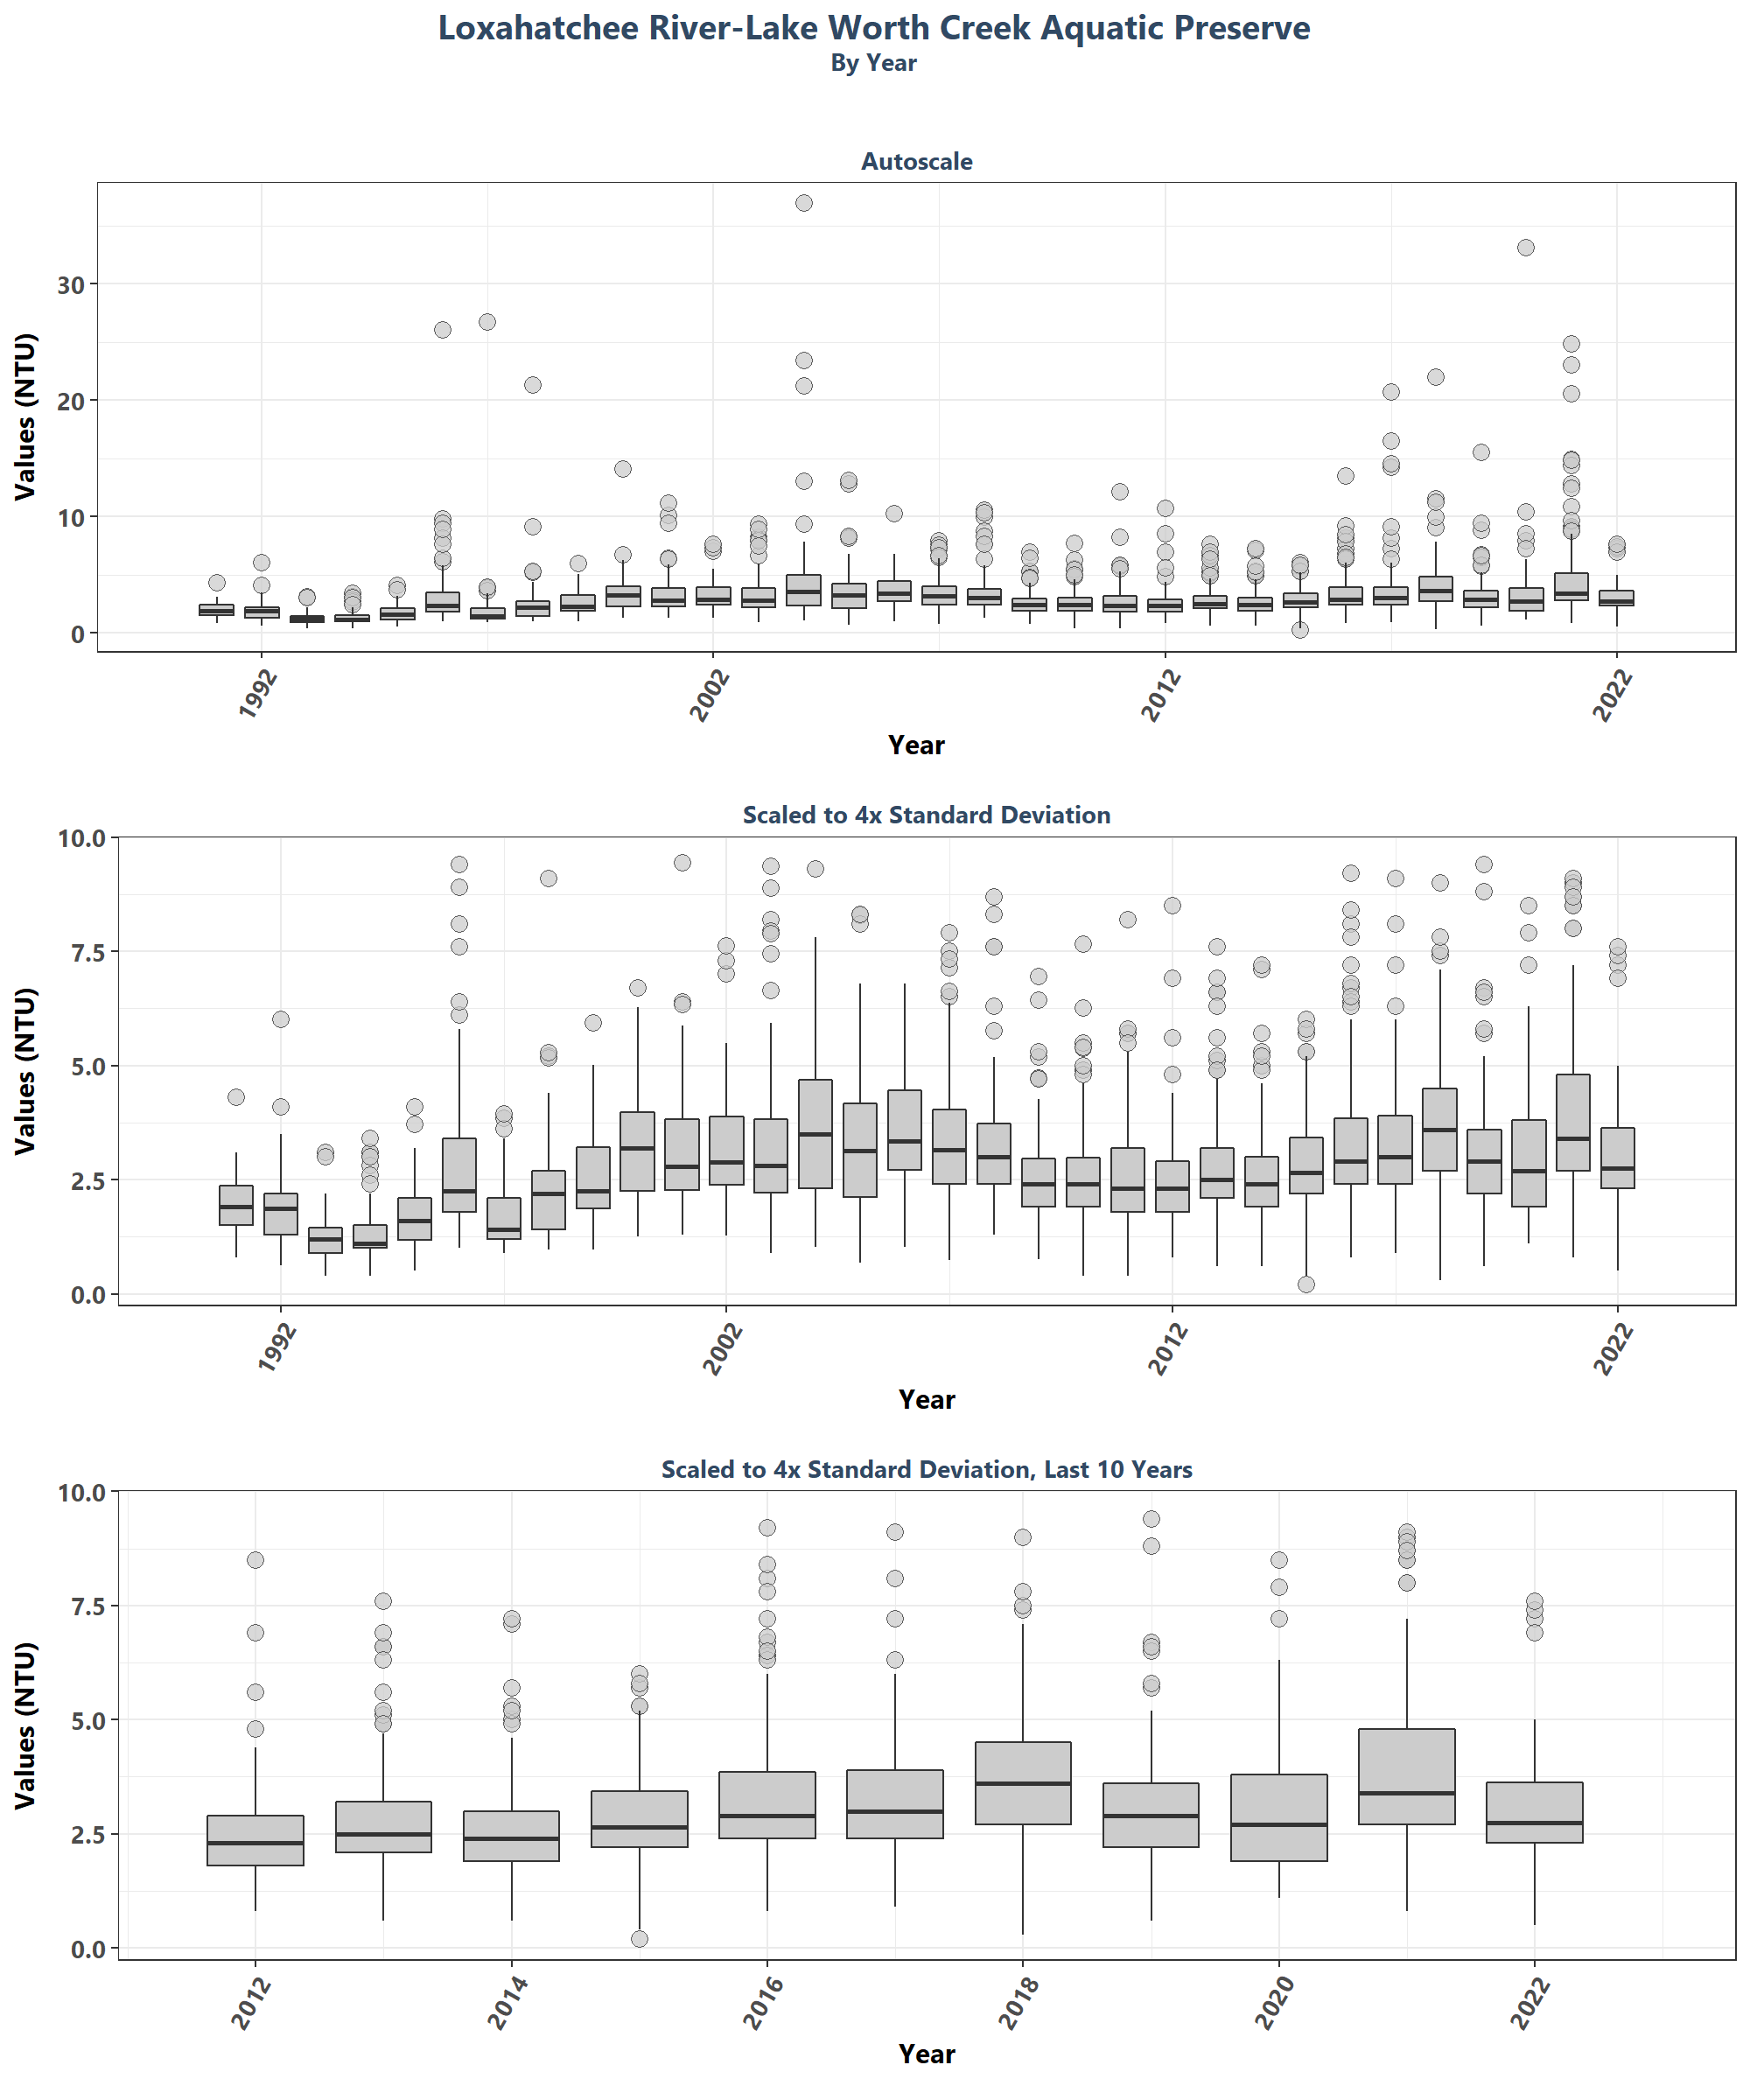 Loxahatchee River-Lake Worth Creek Aquatic Preserve
By Year
Autoscale
Values (NTU)
30
20
10
0
1992
2002
2012
2022
Year
Scaled to 4x Standard Deviation
Values (NTU)
10.0
7.5
5.0
2.5
0.0
1992
2002
2012
2022
Year
Scaled to 4x Standard Deviation, Last 10 Years
Values (NTU)
10.0
7.5
5.0
2.5
0.0
2012
2014
2016
2018
2020
2022
Year